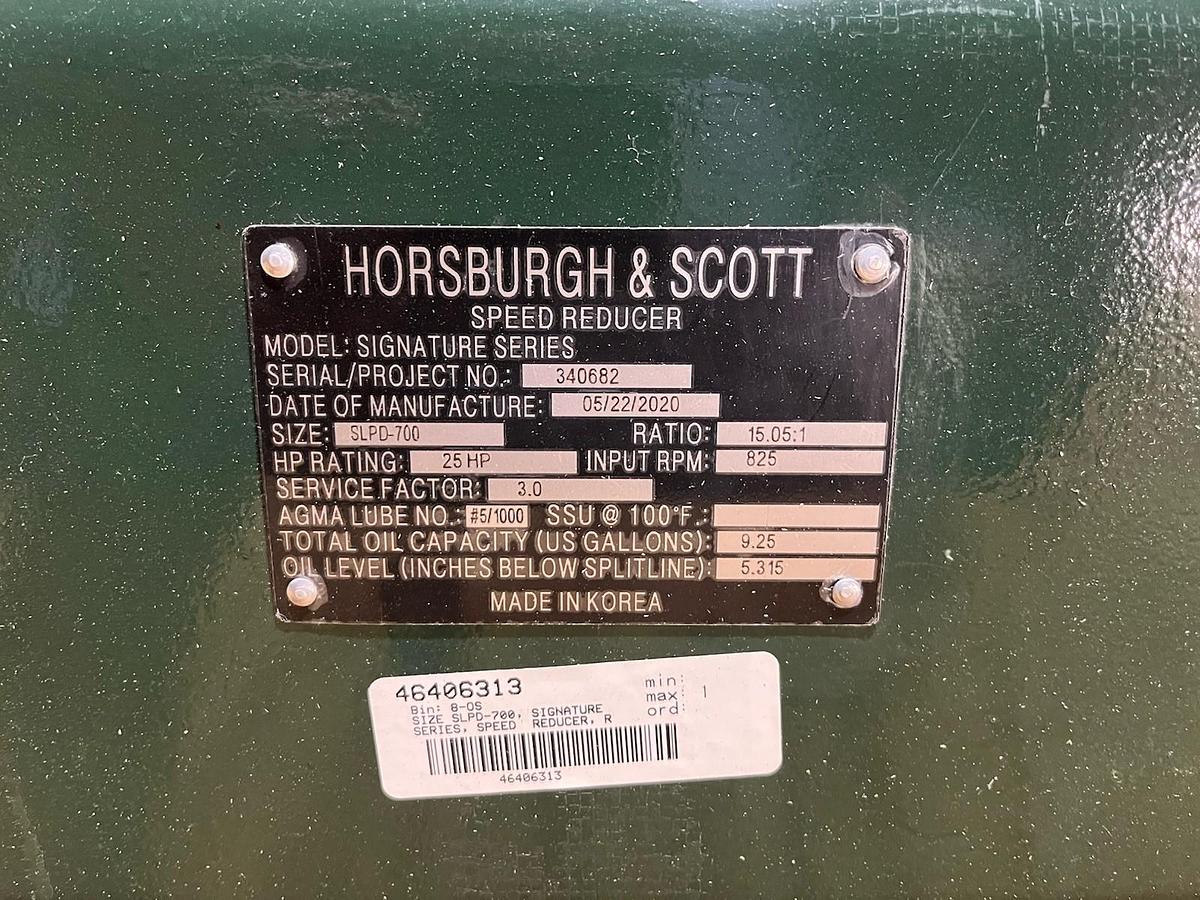 HORSBURGH & SCOTT
SPEED REDUCER
MODEL: SIGNATURE SERIES
SERIAL/PROJECT NO.: 340682
DATE OF MANUFACTURE: 05/22/2020
SIZE: SLPD-700 RATIO: 15.05:1
HP RATING: 25 HP INPUT RPM: 825
SERVICE FACTOR: 3.0
AGMA LUBE NO.: #5/1000 SSU @ 100°F.:
TOTAL OIL CAPACITY (US GALLONS): 9.25
OIL LEVEL (INCHES BELOW SPLITLINE): 5.315
MADE IN KOREA
46406313 min:
Bin: 8-OS max: 1
SIZE SLPD-700, SIGNATURE ord:
SERIES, SPEED REDUCER, R
46406313